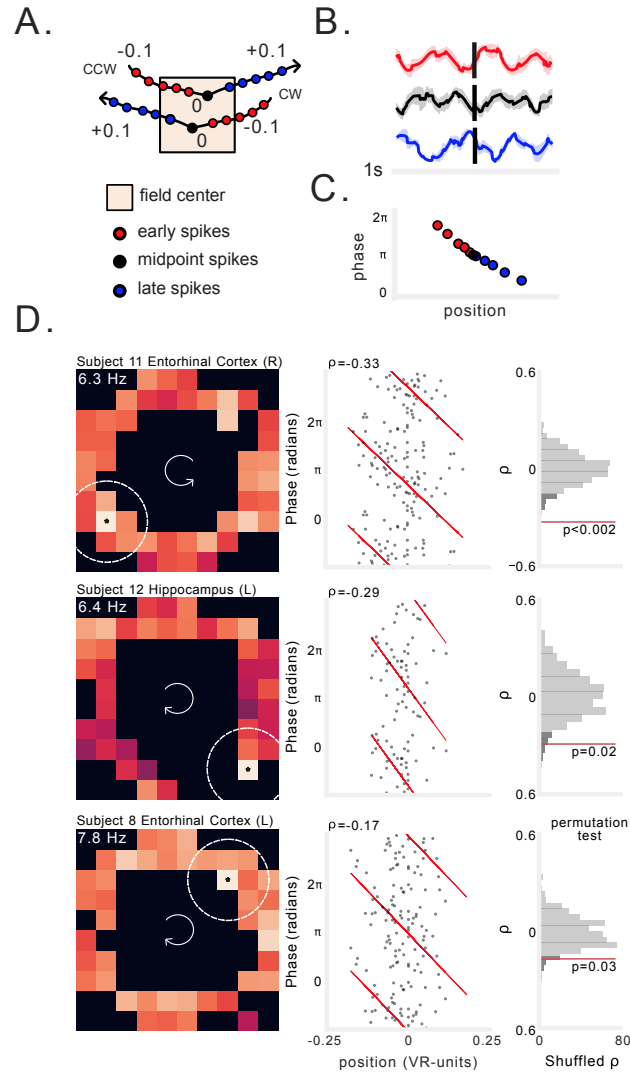 A.
-0.1
+0.1
CCW
CW
0
+0.1
0
-0.1
field center
early spikes
midpoint spikes
late spikes
B.
1s
C.
2π
π
0
phase
position
D.
Subject 11 Entorhinal Cortex (R)
6.3 Hz
ρ=-0.33
Phase (radians)
2π
π
0
0.6
ρ
0
p<0.002
−0.6
Subject 12 Hippocampus (L)
6.4 Hz
ρ=-0.29
Phase (radians)
2π
π
0
0.6
ρ
0
p=0.02
0.6
Subject 8 Entorhinal Cortex (L)
7.8 Hz
ρ=-0.17
Phase (radians)
2π
π
0
-0.25
0
0.25
position (VR-units)
permutation
test
0.6
ρ
0
p=0.03
0.6
0
80
Shuffled ρ